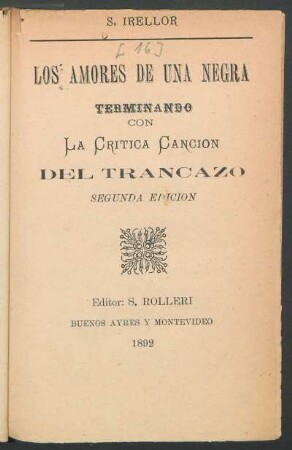 S. IRELLOR
[16]
LOS AMORES DE UNA NEGRA
TERMINANDO
CON
LA CRITICA CANCION
DEL TRANCAZO
SEGUNDA EDICION
Editor: S. ROLLERI
BUENOS AYRES Y MONTEVIDEO
1892